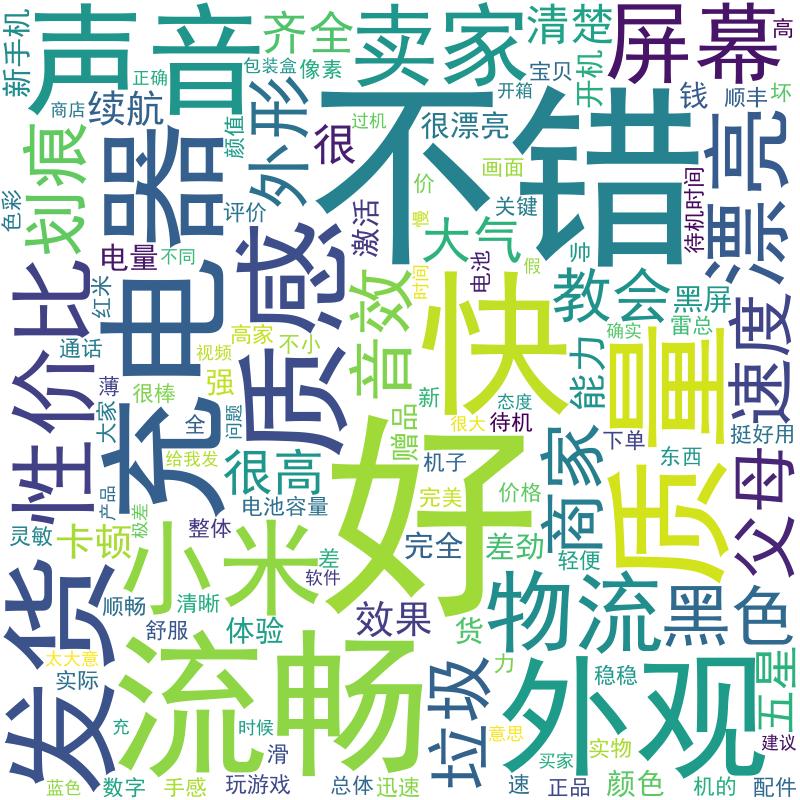 新手机
声音
正确
齐全
包装盒
像素
卖家
清楚
宝贝
开箱
开机
屏幕
高
商店
续航
划痕
色彩
器
颜值
外形
过机
很
很漂亮
不错
画面
关键
钱
顺丰
坏
漂亮
待机时间
评价
激活
价
慢
大气
帅
电量
不同
质感
电池
假
教会
黑屏
性价比
红米
充电
音效
时间
快
雷总
确实
速度
通话
高家
不小
视频
强
薄
很棒
能力
质量
大家
全
问题
赠品
新
待机
很大
态度
下单
挺好用
给我发
很高
机子
好
商家
东西
父母
产品
极差
电池容量
完美
价格
灵敏
卡顿
小米
整体
差
软件
完全
差劲
轻便
发货
顺畅
清晰
舒服
体验
效果
货
物流
黑色
太大意
实际
流畅
垃圾
力
外观
稳稳
五星
充
时候
滑
意思
买家
实物
建议
蓝色
数字
手感
玩游戏
总体
迅速
速
正品
颜色
机的
配件